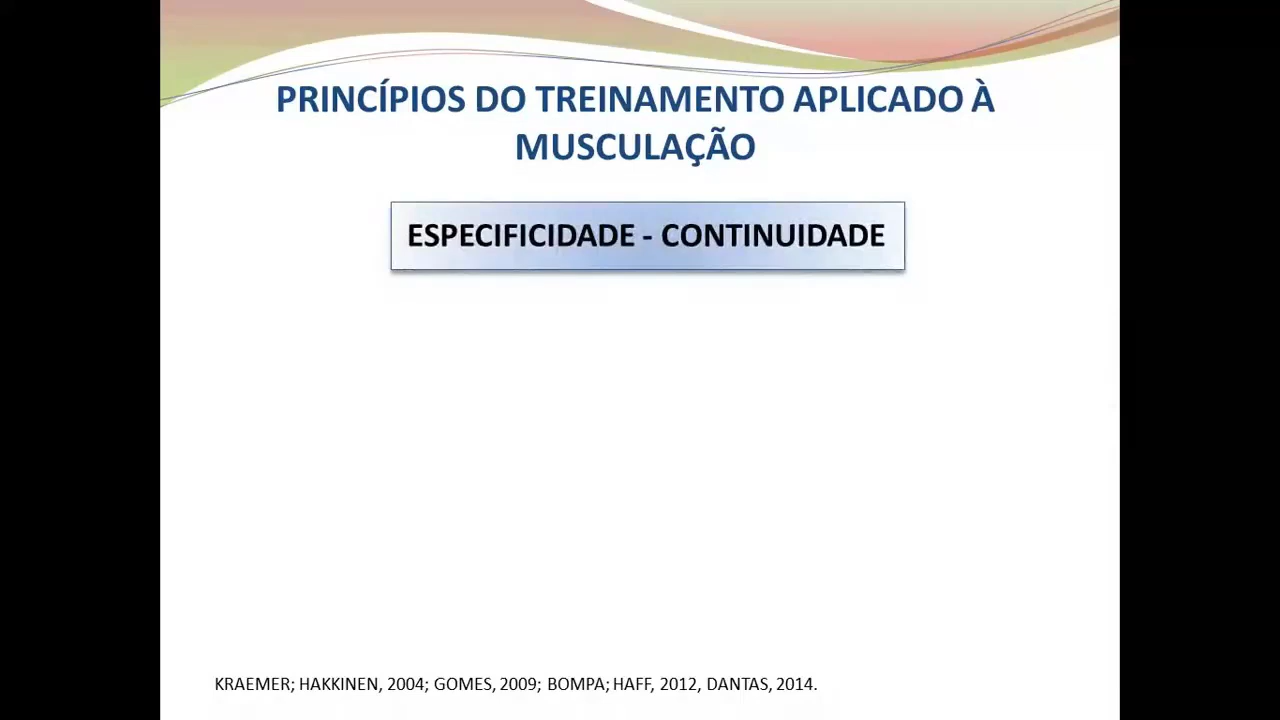 PRINCÍPIOS DO TREINAMENTO APLICADO À
MUSCULAÇÃO
ESPECIFICIDADE - CONTINUIDADE
KRAEMER; HAKKINEN, 2004; GOMES, 2009; BOMPA; HAFF, 2012, DANTAS, 2014.